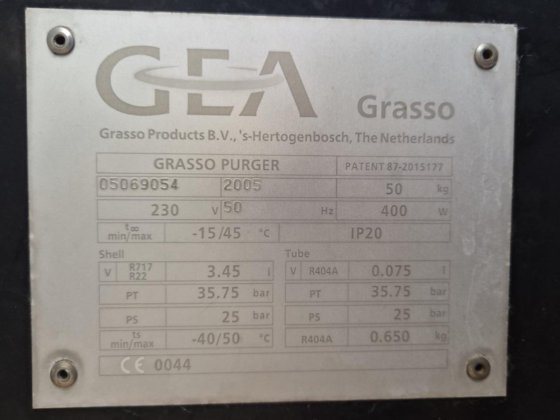 GEA Grasso
Grasso Products B.V., 's-Hertogenbosch, The Netherlands
GRASSO PURGER PATENT 87-2015177
05069054 2005 50 kg
230 V 50 Hz 400 W
t∞ min/max -15/45 °C IP20
Shell Tube
V R717 R22 3.45 l V R404A 0.075 l
PT 35.75 bar PT 35.75 bar
PS 25 bar PS 25 bar
ts min/max -40/50 °C R404A 0.650 kg
CE 0044